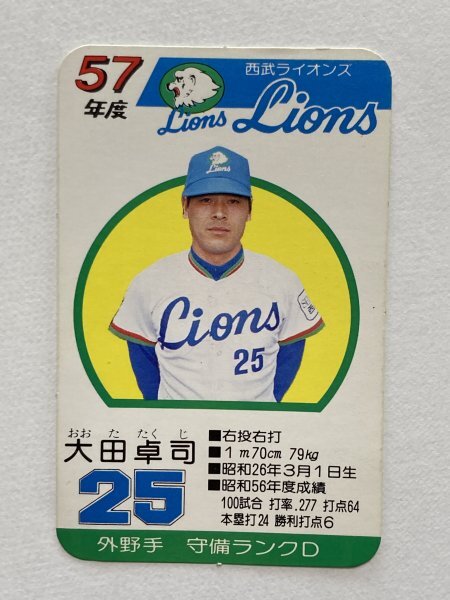 57
年度
西武ライオンズ
Lions Lions
Lions
Lions
25
おお た たく じ
大田卓司
25
■右投右打
■1m70cm 79kg
■昭和26年3月1日生
■昭和56年度成績
100試合 打率.277 打点64
本塁打24 勝利打点6
外野手 守備ランクD